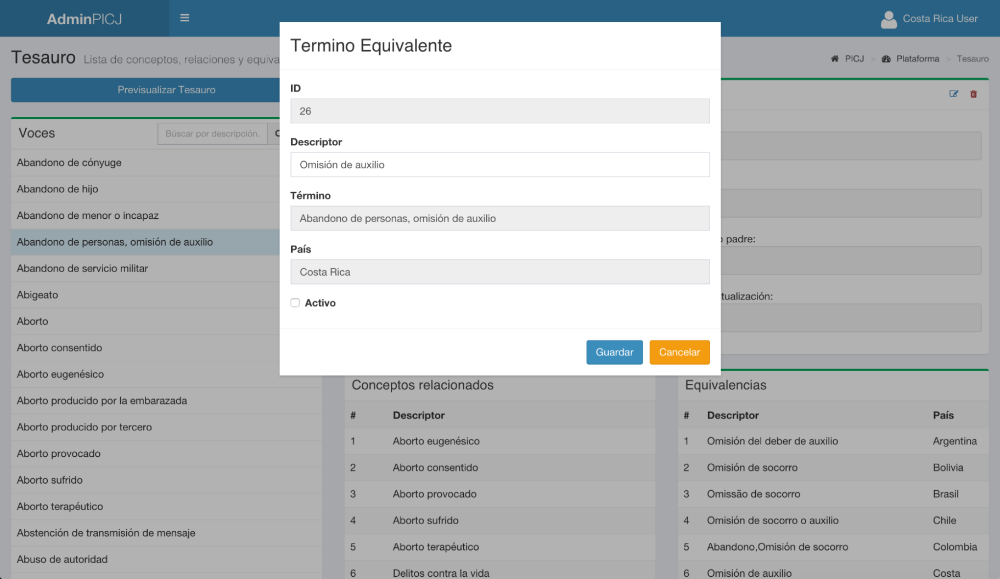 AdminPICJ
Costa Rica User
Tesauro Lista de conceptos, relaciones y equiva
PICJ > Plataforma > Tesauro
Previsualizar Tesauro
Voces
Búscar por descripción.
Abandono de cónyuge
Abandono de hijo
Abandono de menor o incapaz
Abandono de personas, omisión de auxilio
Abandono de servicio militar
Abigeato
Aborto
Aborto consentido
Aborto eugenésico
Aborto producido por la embarazada
Aborto producido por tercero
Aborto provocado
Aborto sufrido
Aborto terapéutico
Abstención de transmisión de mensaje
Abuso de autoridad
Termino Equivalente
ID
26
Descriptor
Omisión de auxilio
Término
Abandono de personas, omisión de auxilio
País
Costa Rica
Activo
Guardar Cancelar
padre:
tualización:
Conceptos relacionados
# Descriptor
1 Aborto eugenésico
2 Aborto consentido
3 Aborto provocado
4 Aborto sufrido
5 Aborto terapéutico
6 Delitos contra la vida
Equivalencias
# Descriptor País
1 Omisión del deber de auxilio Argentina
2 Omisión de socorro Bolivia
3 Omissão de socorro Brasil
4 Omisión de socorro o auxilio Chile
5 Abandono,Omisión de socorro Colombia
6 Omisión de auxilio Costa